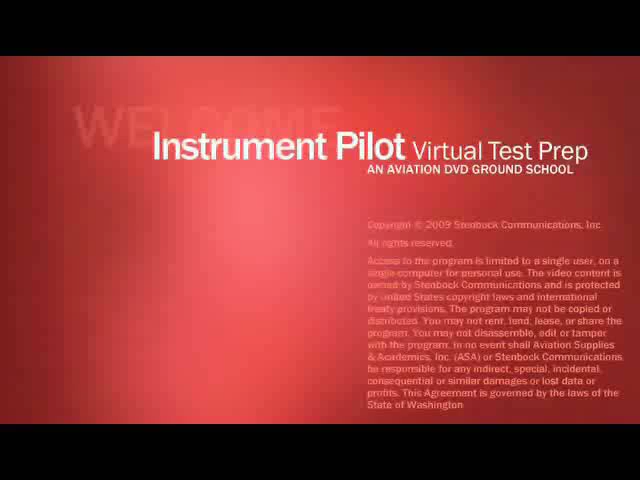 WELCOME
Instrument Pilot Virtual Test Prep
AN AVIATION DVD GROUND SCHOOL
Copyright © 2009 Stenbock Communications, Inc.
All rights reserved.
Access to the program is limited to a single user, on a
single computer for personal use. The video content is
owned by Stenbock Communications and is protected
by United States copyright laws and international
treaty provisions. The program may not be copied or
distributed. You may not rent, lend, lease, or share the
program. You may not disassemble, edit or tamper
with the program. In no event shall Aviation Supplies
& Academics, Inc. (ASA) or Stenbock Communications
be responsible for any indirect, special, incidental,
consequential or similar damages or lost data or
profits. This Agreement is governed by the laws of the
State of Washington